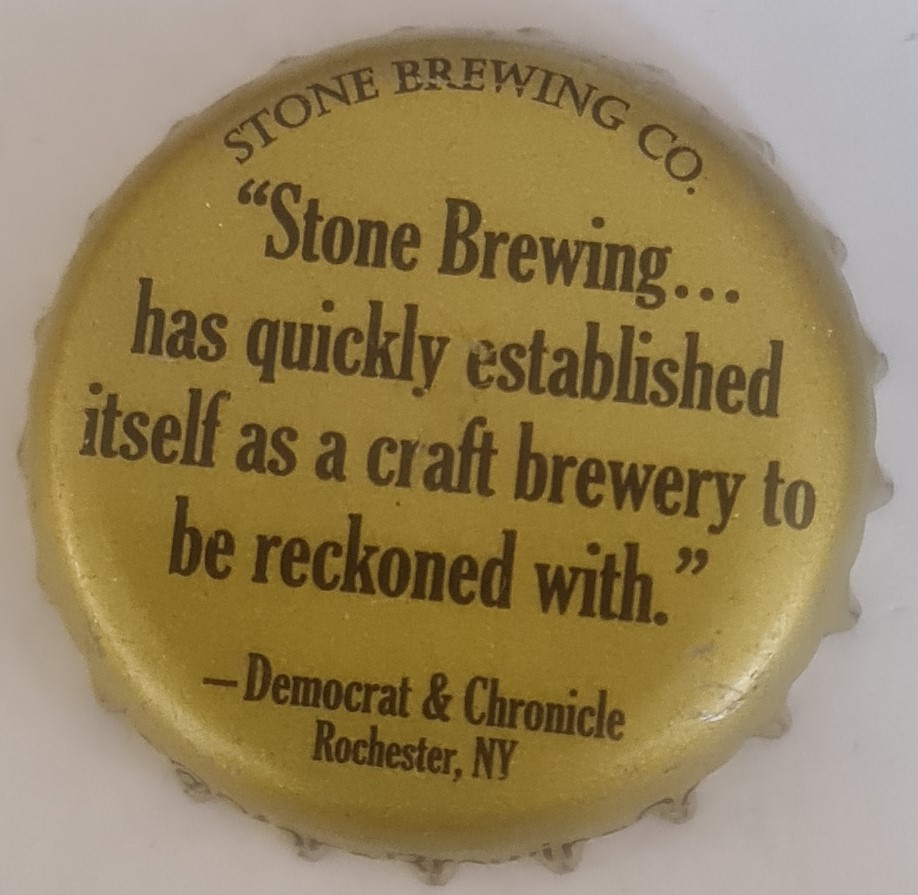 STONE BREWING CO.
“Stone Brewing...
has quickly established
itself as a craft brewery to
be reckoned with.”
—Democrat & Chronicle
Rochester, NY